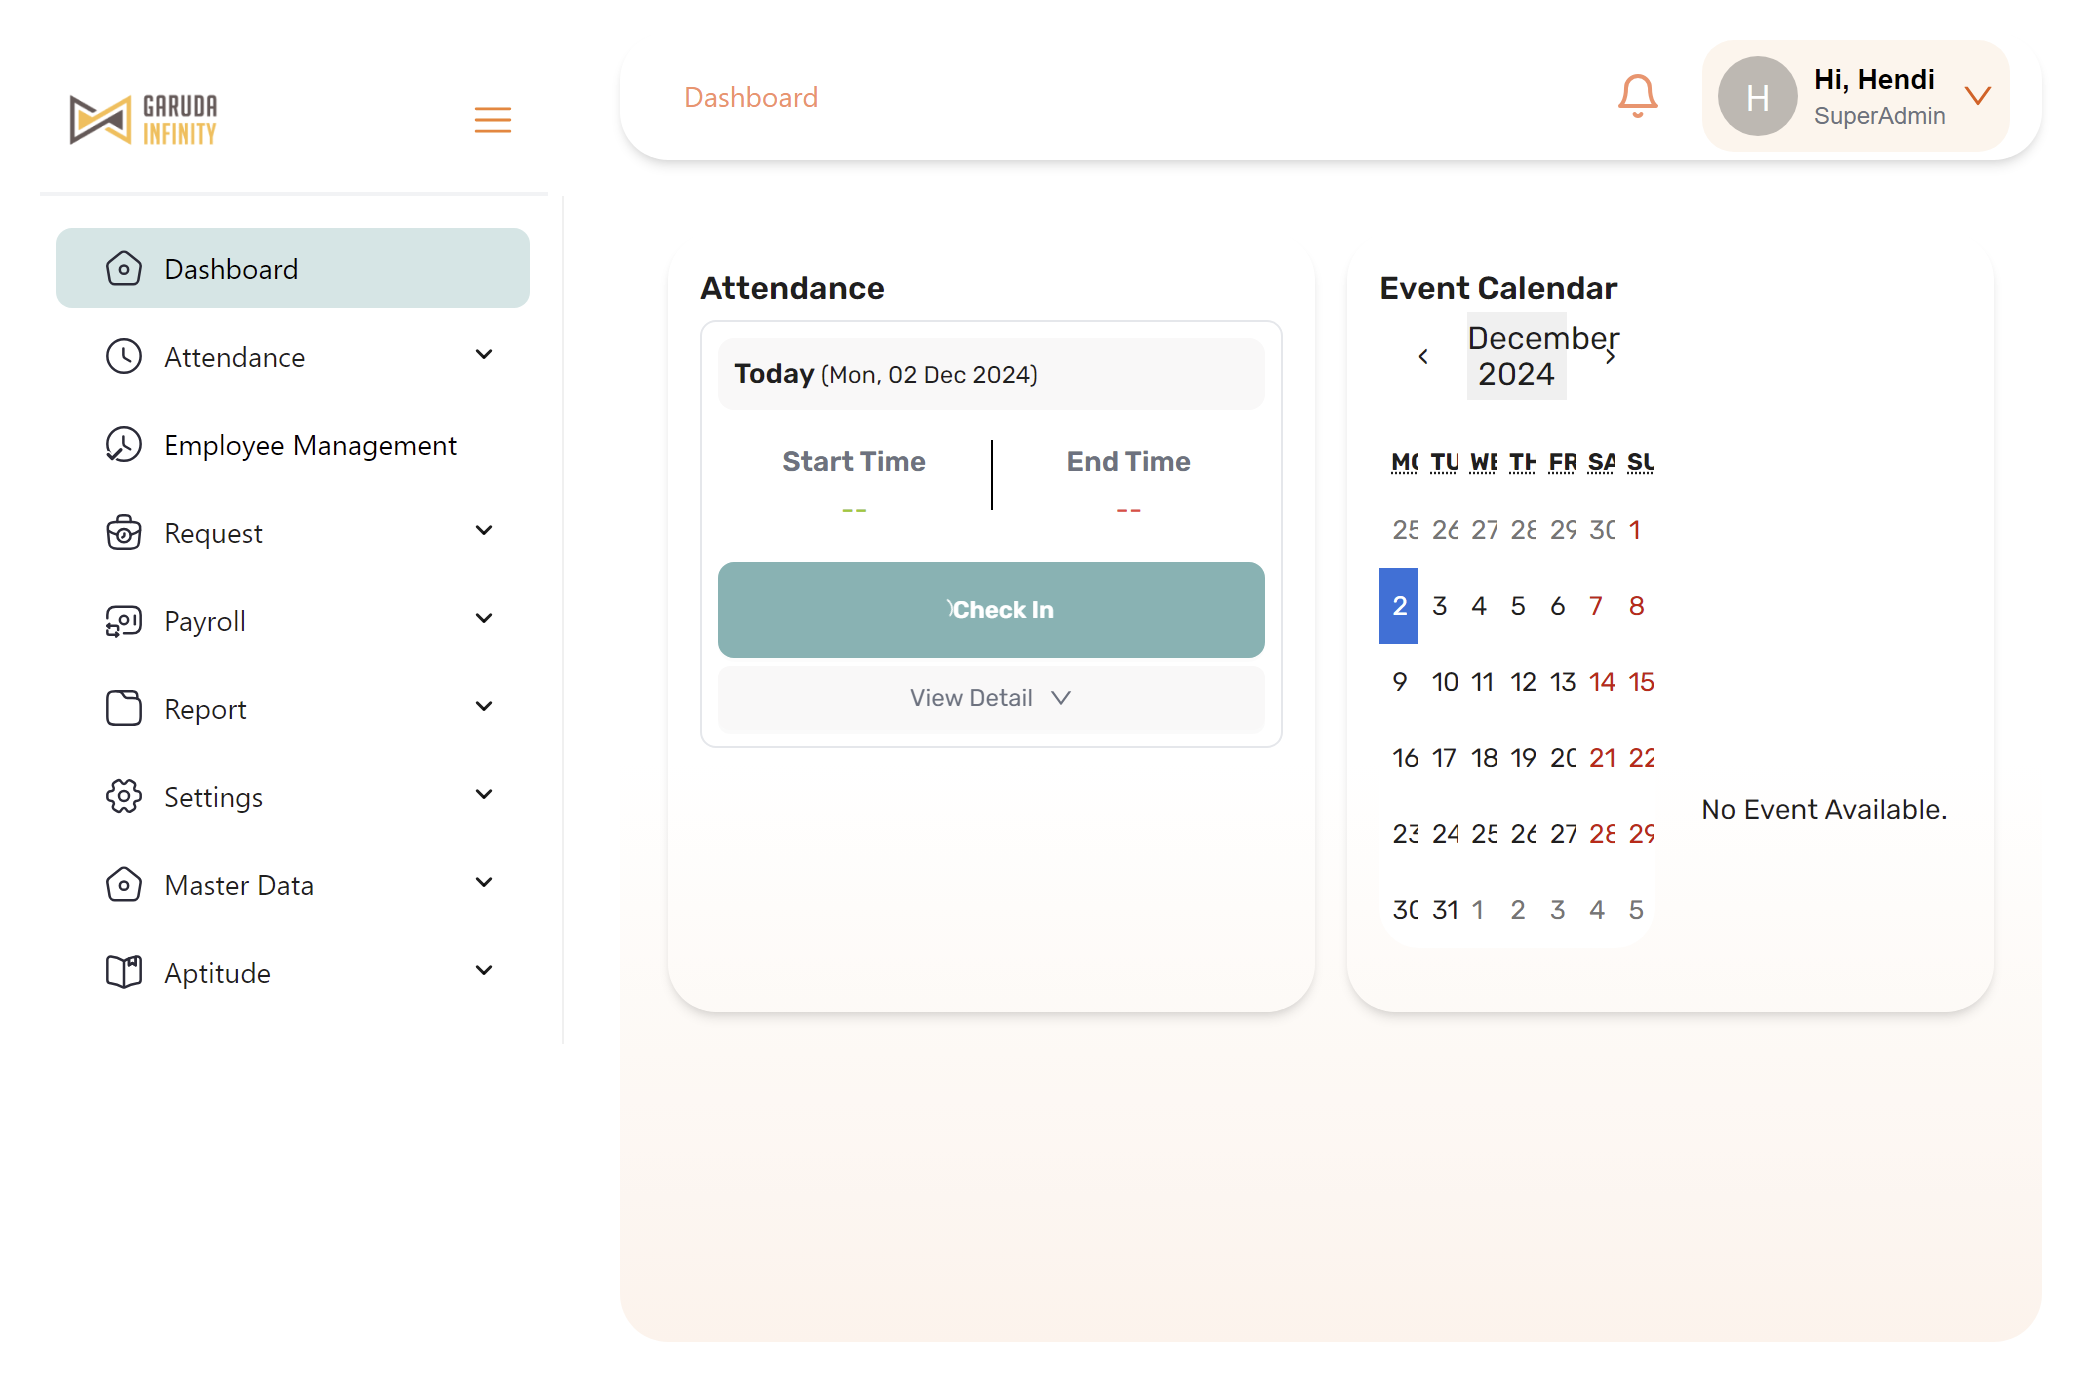 GARUDA
INFINITY
Dashboard
Attendance
Employee Management
Request
Payroll
Report
Settings
Master Data
Aptitude
Dashboard
H
Hi, Hendi
SuperAdmin
Attendance
Today (Mon, 02 Dec 2024)
Start Time
End Time
--
--
Check In
View Detail
Event Calendar
December
2024
MO TU WE TH FR SA SU
25 26 27 28 29 30 1
2 3 4 5 6 7 8
9 10 11 12 13 14 15
16 17 18 19 20 21 22
23 24 25 26 27 28 29
30 31 1 2 3 4 5
No Event Available.